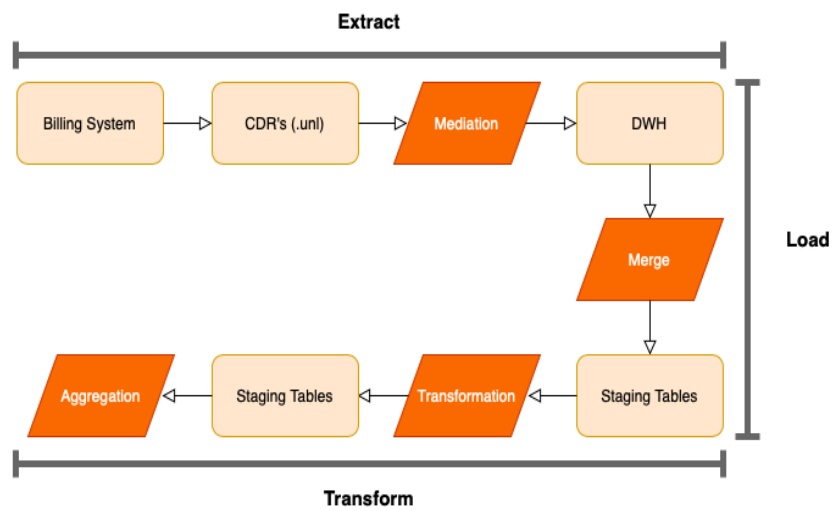 Extract
Billing System
CDR's (.unl)
Mediation
DWH
Load
Merge
Aggregation
Staging Tables
Transformation
Staging Tables
Transform